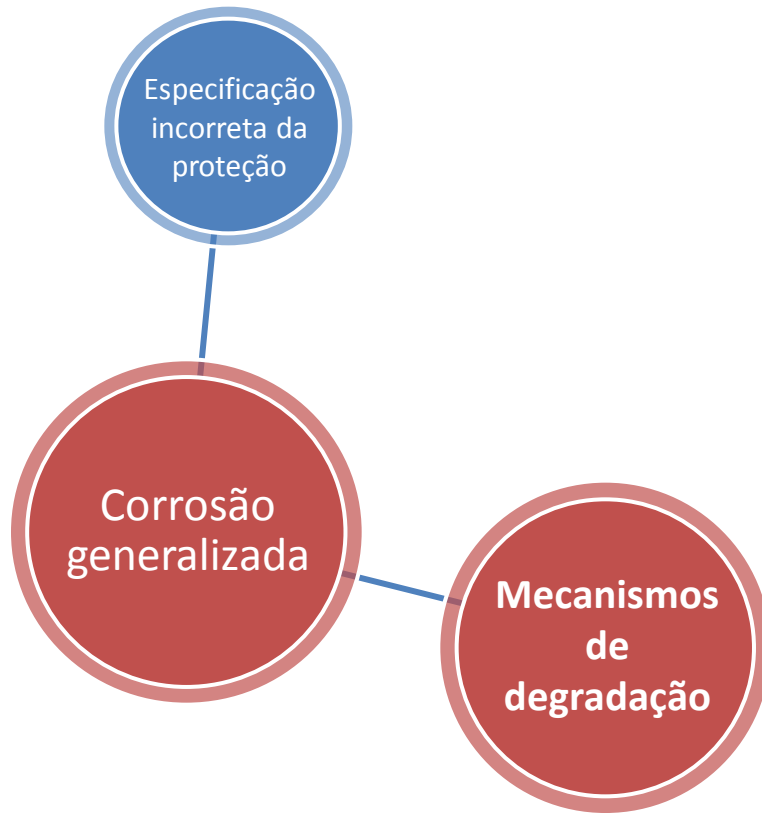 Especificação
incorreta da
proteção
Corrosão
generalizada
Mecanismos
de
degradação